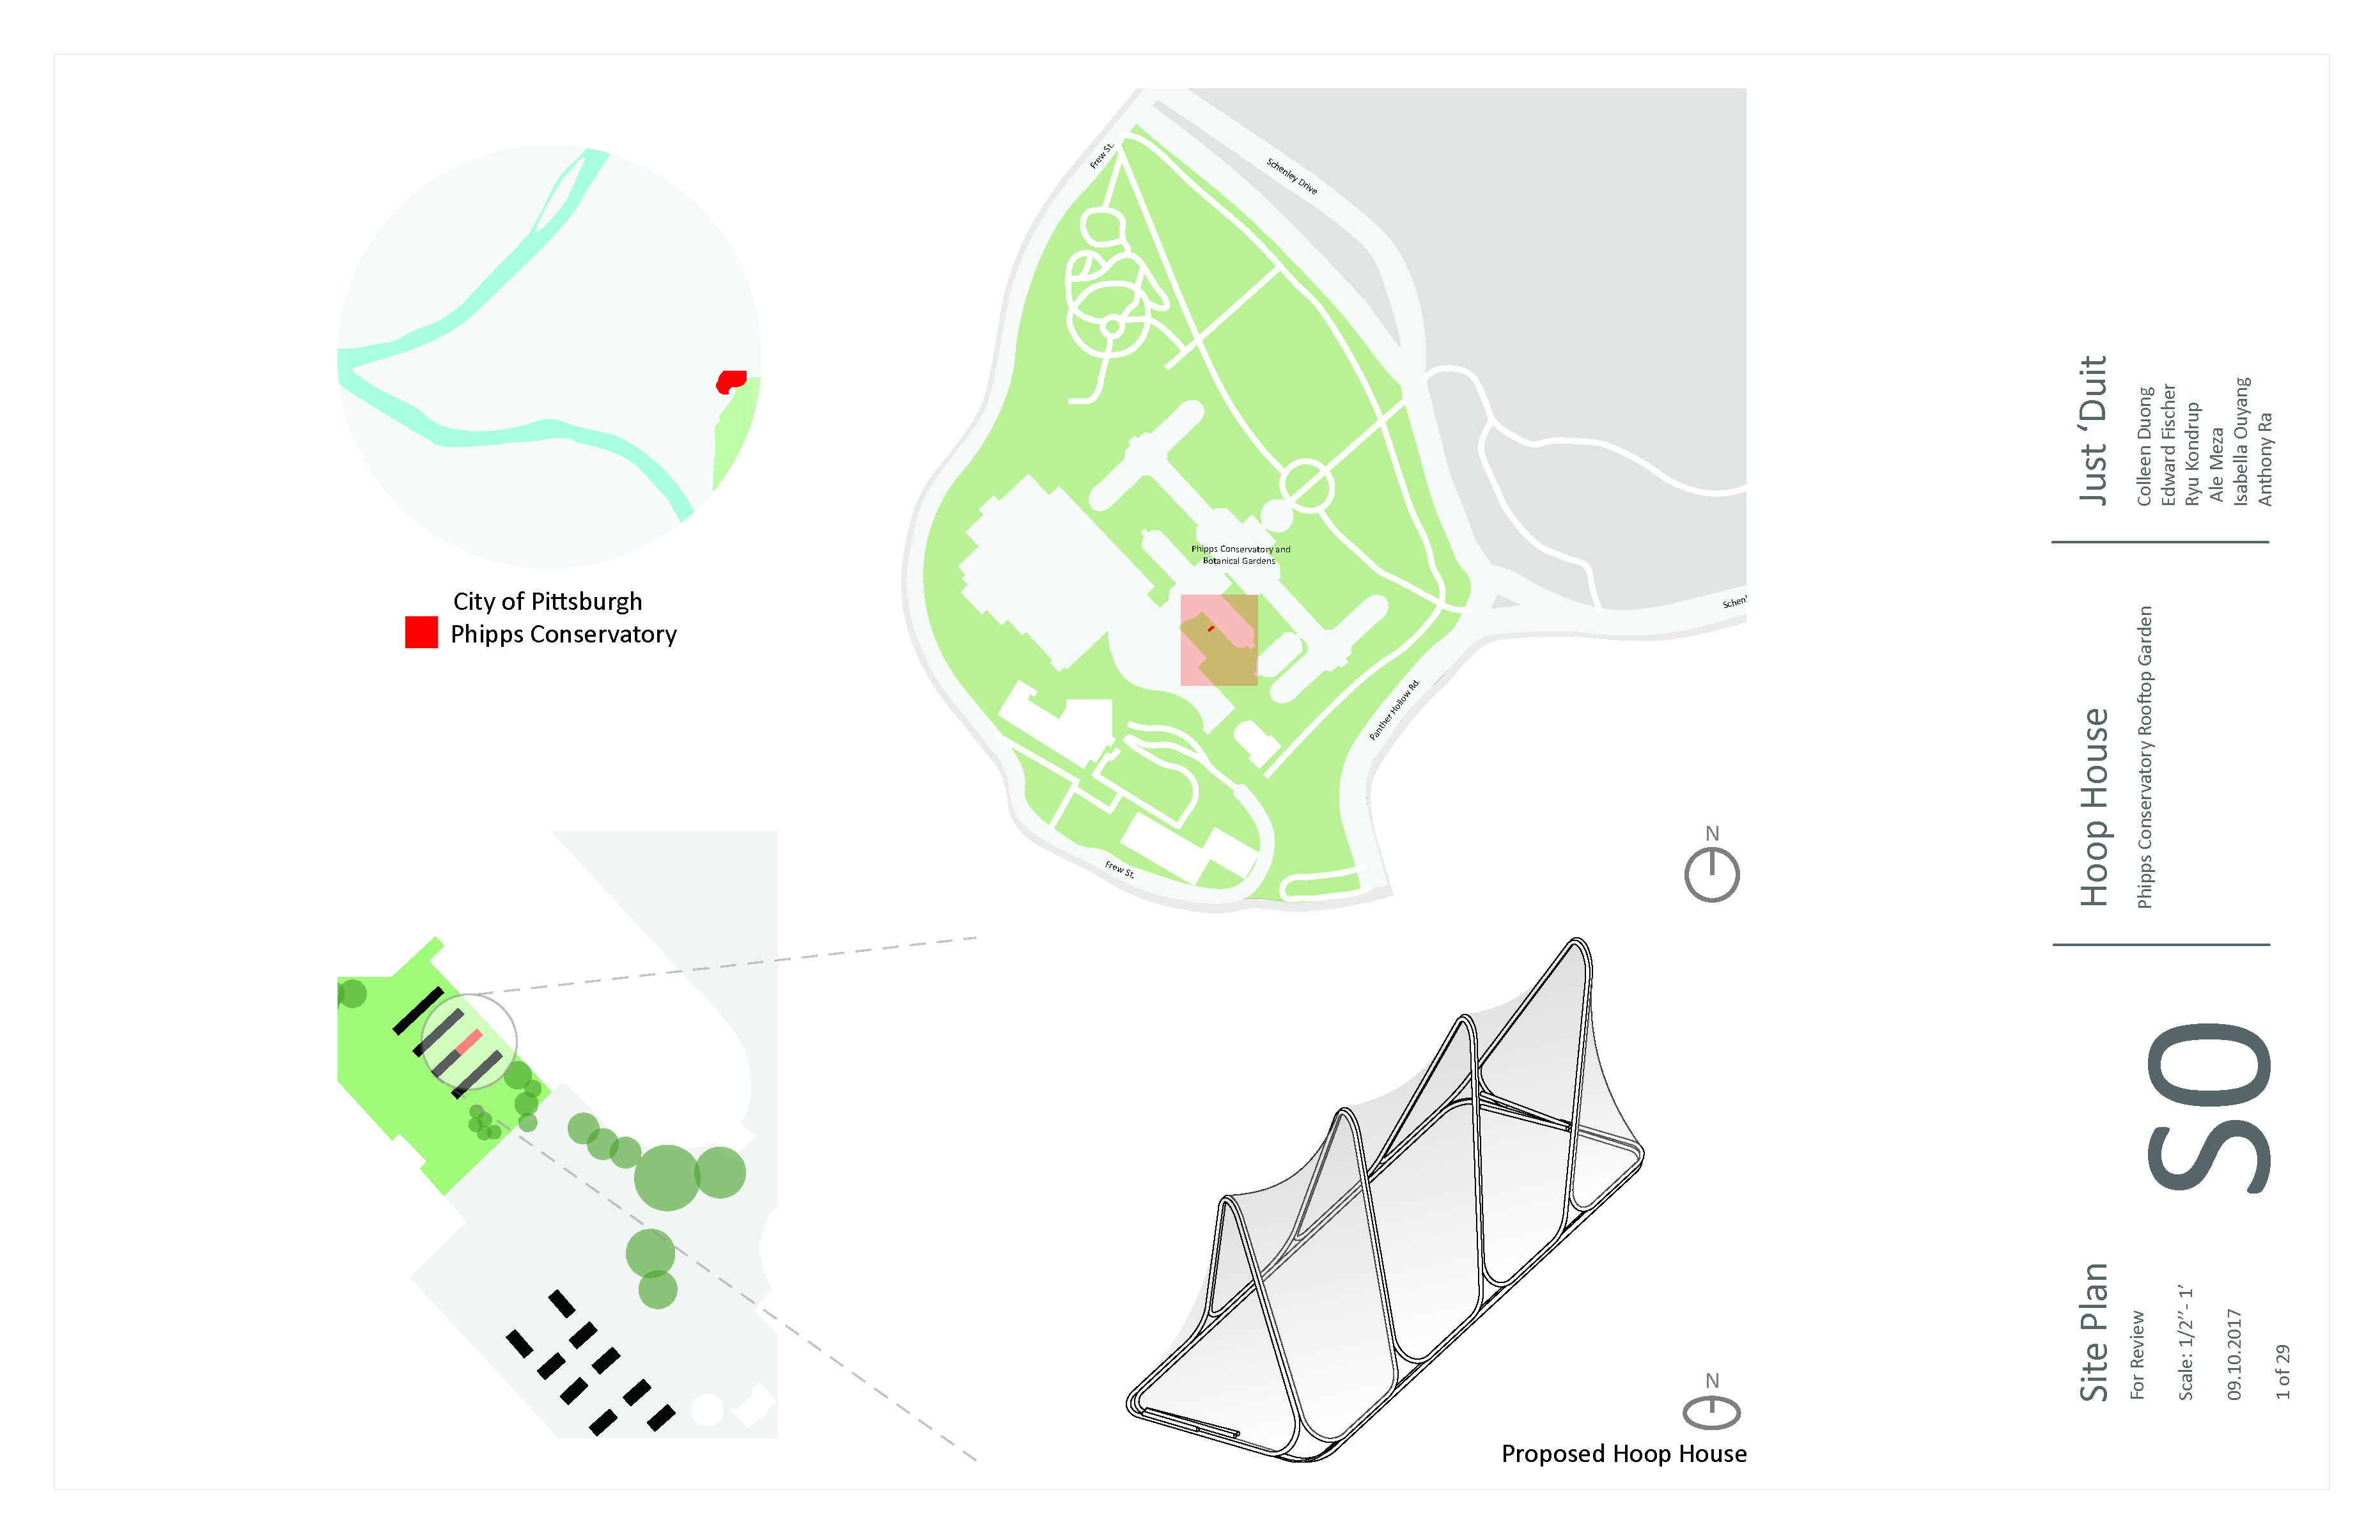 Frew St.
Schenley Drive
Phipps Conservatory and
Botanical Gardens
Schenl
Panther Hollow Rd.
Frew St.
N
City of Pittsburgh
Phipps Conservatory
N
Proposed Hoop House
Just ‘Duit
Colleen Duong
Edward Fischer
Ryu Kondrup
Ale Meza
Isabella Ouyang
Anthony Ra
Hoop House
Phipps Conservatory Rooftop Garden
S0
Site Plan
For Review
Scale: 1/2’’- 1’
09.10.2017
1 of 29